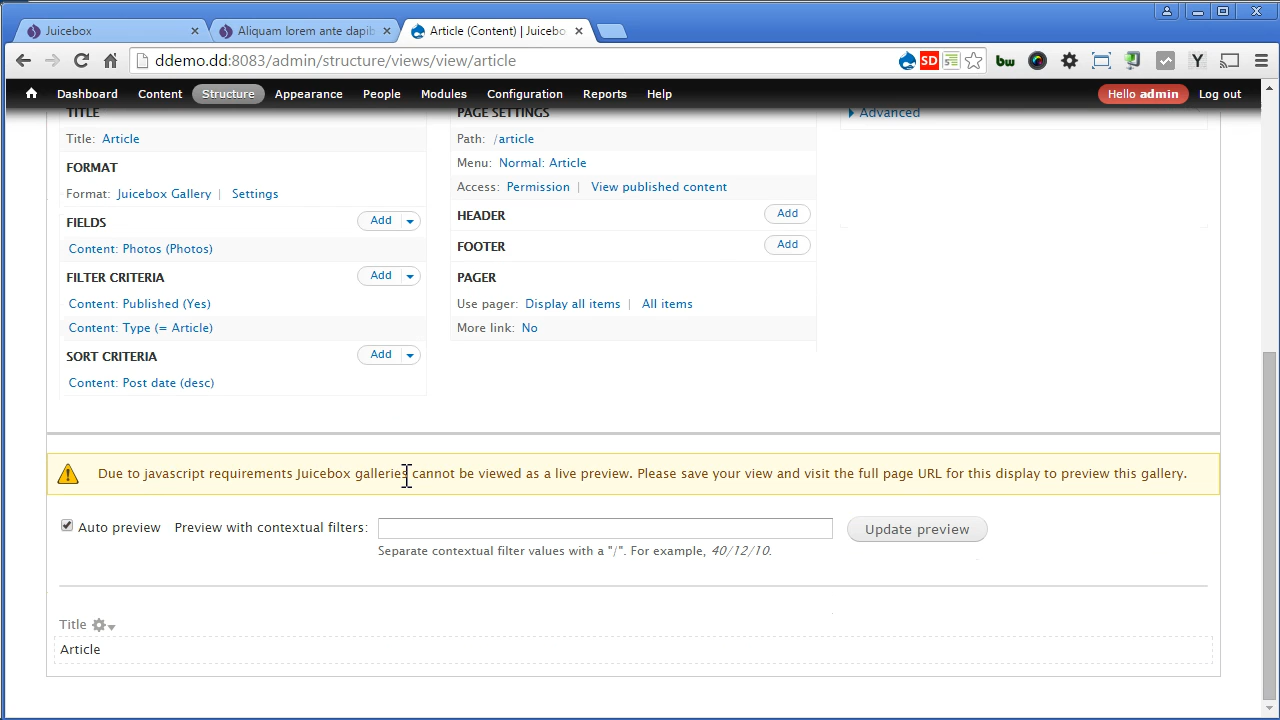 Juicebox
Aliquam lorem ante dapib
Article (Content) | Juicebo
ddemo.dd:8083/admin/structure/views/view/article
SD
bw
Y
Dashboard Content Structure Appearance People Modules Configuration Reports Help Hello admin Log out
TITLE
Title: Article
FORMAT
Format: Juicebox Gallery | Settings
FIELDS Add
Content: Photos (Photos)
FILTER CRITERIA Add
Content: Published (Yes)
Content: Type (= Article)
SORT CRITERIA Add
Content: Post date (desc)
PAGE SETTINGS
Path: /article
Menu: Normal: Article
Access: Permission | View published content
HEADER Add
FOOTER Add
PAGER
Use pager: Display all items | All items
More link: No
Advanced
Due to javascript requirements Juicebox galleries cannot be viewed as a live preview. Please save your view and visit the full page URL for this display to preview this gallery.
Auto preview Preview with contextual filters: Update preview
Separate contextual filter values with a "/". For example, 40/12/10.
Title
Article